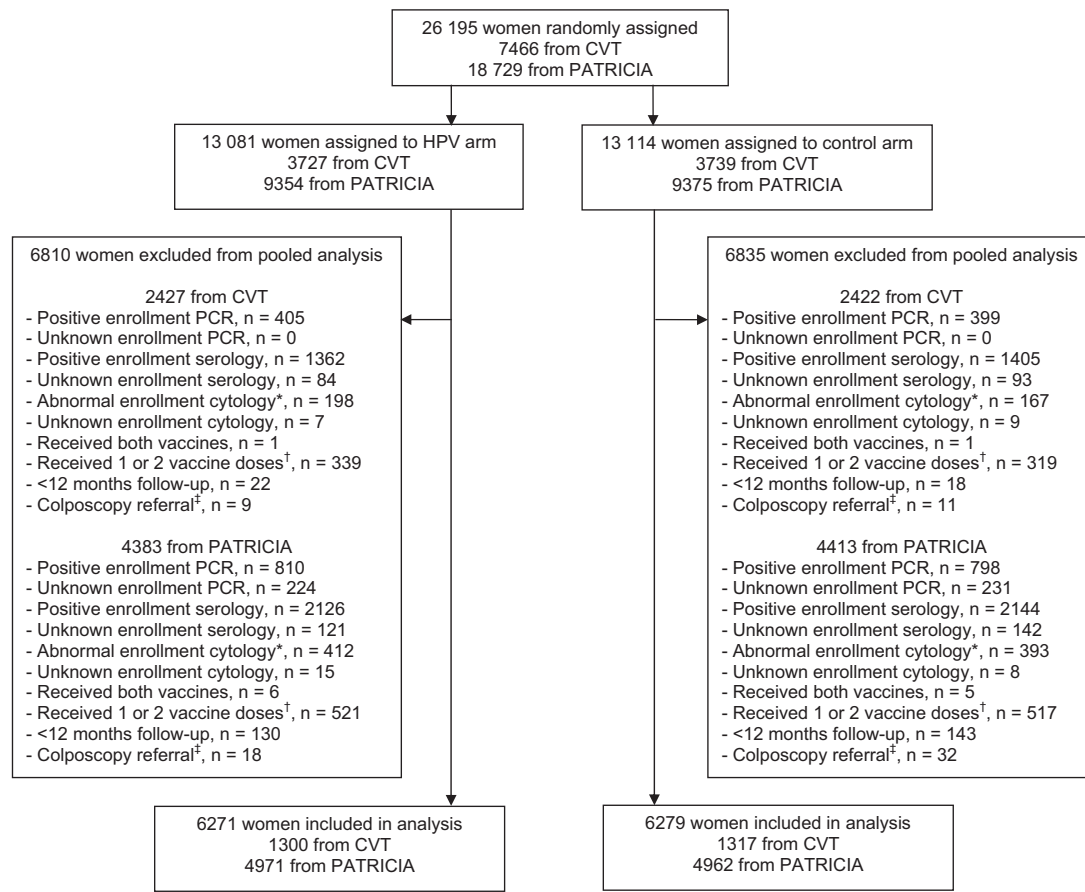 26 195 women randomly assigned
7466 from CVT
18 729 from PATRICIA
13 081 women assigned to HPV arm
3727 from CVT
9354 from PATRICIA
13 114 women assigned to control arm
3739 from CVT
9375 from PATRICIA
6810 women excluded from pooled analysis
2427 from CVT
- Positive enrollment PCR, n = 405
- Unknown enrollment PCR, n = 0
- Positive enrollment serology, n = 1362
- Unknown enrollment serology, n = 84
- Abnormal enrollment cytology*, n = 198
- Unknown enrollment cytology, n = 7
- Received both vaccines, n = 1
- Received 1 or 2 vaccine doses†, n = 339
- <12 months follow-up, n = 22
- Colposcopy referral‡, n = 9
4383 from PATRICIA
- Positive enrollment PCR, n = 810
- Unknown enrollment PCR, n = 224
- Positive enrollment serology, n = 2126
- Unknown enrollment serology, n = 121
- Abnormal enrollment cytology*, n = 412
- Unknown enrollment cytology, n = 15
- Received both vaccines, n = 6
- Received 1 or 2 vaccine doses†, n = 521
- <12 months follow-up, n = 130
- Colposcopy referral‡, n = 18
6835 women excluded from pooled analysis
2422 from CVT
- Positive enrollment PCR, n = 399
- Unknown enrollment PCR, n = 0
- Positive enrollment serology, n = 1405
- Unknown enrollment serology, n = 93
- Abnormal enrollment cytology*, n = 167
- Unknown enrollment cytology, n = 9
- Received both vaccines, n = 1
- Received 1 or 2 vaccine doses†, n = 319
- <12 months follow-up, n = 18
- Colposcopy referral‡, n = 11
4413 from PATRICIA
- Positive enrollment PCR, n = 798
- Unknown enrollment PCR, n = 231
- Positive enrollment serology, n = 2144
- Unknown enrollment serology, n = 142
- Abnormal enrollment cytology*, n = 393
- Unknown enrollment cytology, n = 8
- Received both vaccines, n = 5
- Received 1 or 2 vaccine doses†, n = 517
- <12 months follow-up, n = 143
- Colposcopy referral‡, n = 32
6271 women included in analysis
1300 from CVT
4971 from PATRICIA
6279 women included in analysis
1317 from CVT
4962 from PATRICIA